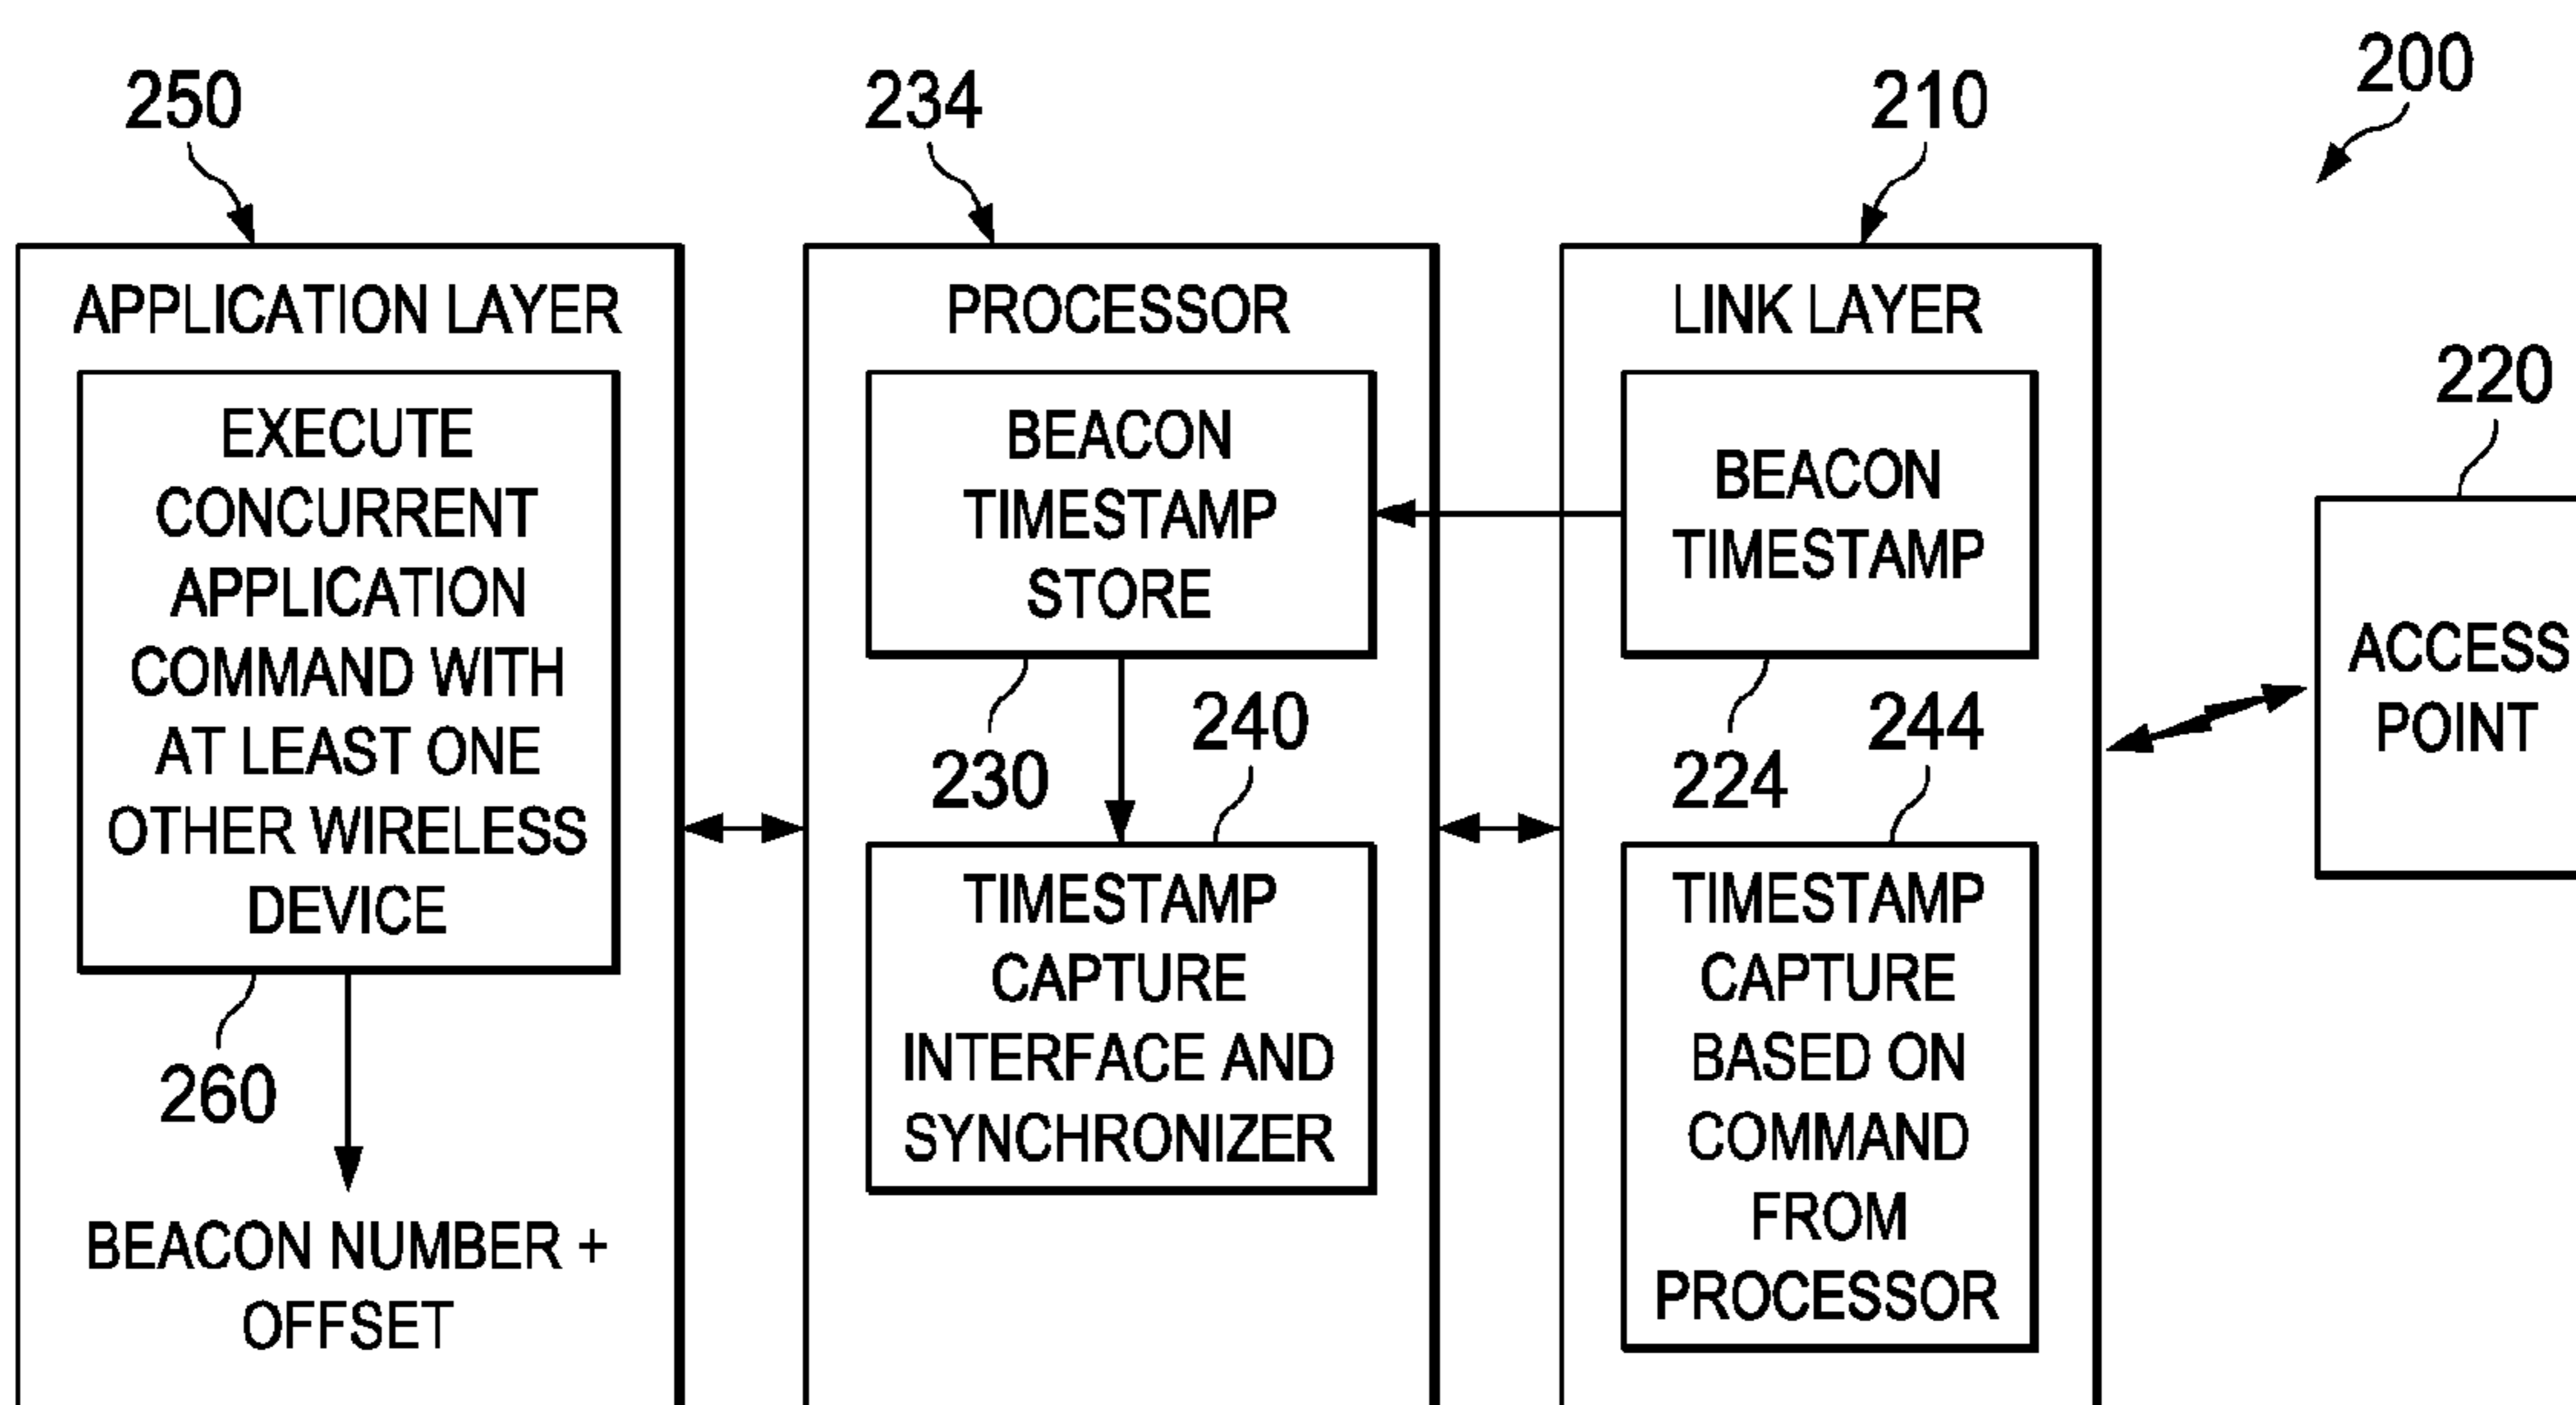 250
234
210
200
APPLICATION LAYER
EXECUTE
CONCURRENT
APPLICATION
COMMAND WITH
AT LEAST ONE
OTHER WIRELESS
DEVICE
260
BEACON NUMBER +
OFFSET
PROCESSOR
BEACON
TIMESTAMP
STORE
230
240
TIMESTAMP
CAPTURE
INTERFACE AND
SYNCHRONIZER
LINK LAYER
BEACON
TIMESTAMP
224
244
TIMESTAMP
CAPTURE
BASED ON
COMMAND
FROM
PROCESSOR
220
ACCESS
POINT